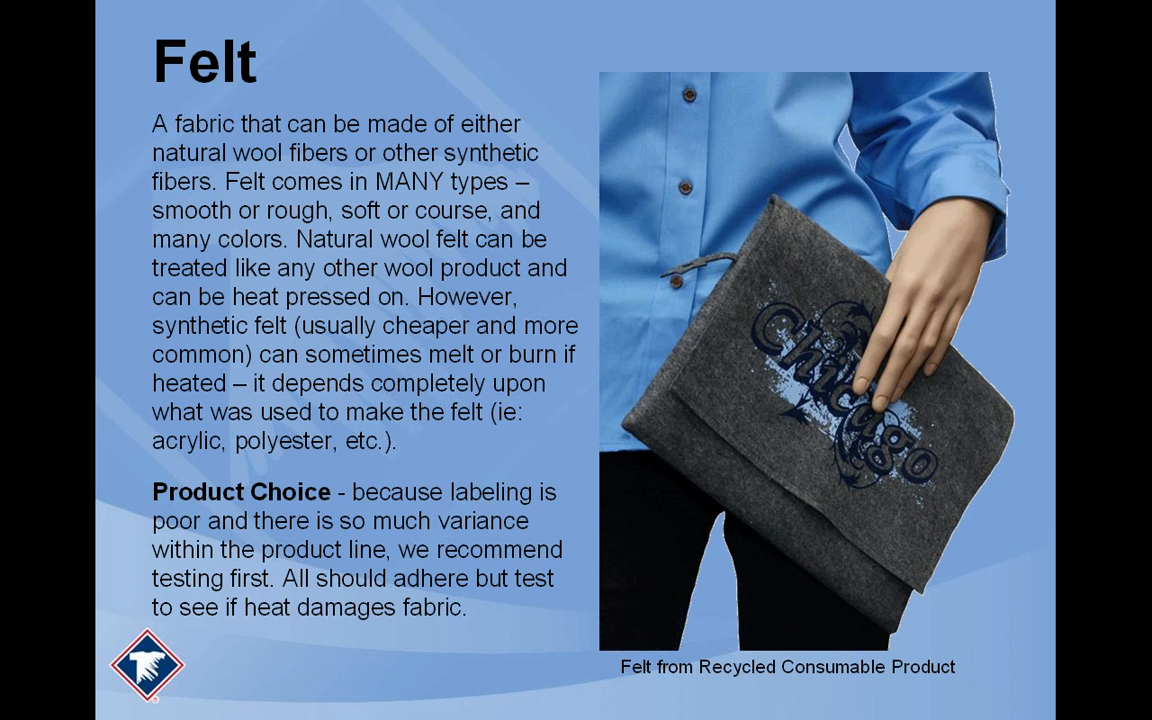 Felt
A fabric that can be made of either
natural wool fibers or other synthetic
fibers. Felt comes in MANY types –
smooth or rough, soft or course, and
many colors. Natural wool felt can be
treated like any other wool product and
can be heat pressed on. However,
synthetic felt (usually cheaper and more
common) can sometimes melt or burn if
heated – it depends completely upon
what was used to make the felt (ie:
acrylic, polyester, etc.).
Product Choice - because labeling is
poor and there is so much variance
within the product line, we recommend
testing first. All should adhere but test
to see if heat damages fabric.
Chicago
Felt from Recycled Consumable Product